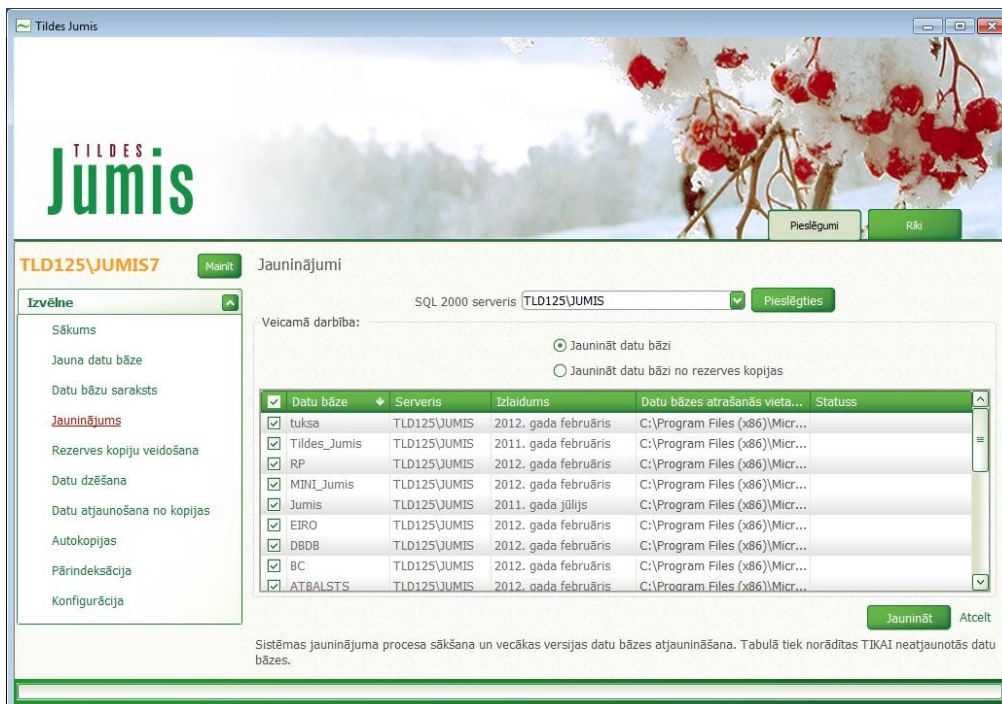 Tildes Jumis
TILDES
Jumis
Pieslēgumi
Rīki
TLD125\JUMIS7
Mainīt
Jauninājumi
Izvēlne
Sākums
Jauna datu bāze
Datu bāzu saraksts
Jauninājums
Rezerves kopiju veidošana
Datu dzēšana
Datu atjaunošana no kopijas
Autokopijas
Pārindeksācija
Konfigurācija
SQL 2000 serveris TLD125\JUMIS Pieslēgties
Veicamā darbība:
Jaunināt datu bāzi
Jaunināt datu bāzi no rezerves kopijas
Datu bāze Serveris Izlaidums Datu bāzes atrašanās vieta... Statuss
tuksa TLD125\JUMIS 2012. gada februāris C:\Program Files (x86)\Micr...
Tildes_Jumis TLD125\JUMIS 2011. gada februāris C:\Program Files (x86)\Micr...
RP TLD125\JUMIS 2012. gada februāris C:\Program Files (x86)\Micr...
MINI_Jumis TLD125\JUMIS 2012. gada februāris C:\Program Files (x86)\Micr...
Jumis TLD125\JUMIS 2011. gada jūlijs C:\Program Files (x86)\Micr...
EIRO TLD125\JUMIS 2012. gada februāris C:\Program Files (x86)\Micr...
DBDB TLD125\JUMIS 2012. gada februāris C:\Program Files (x86)\Micr...
BC TLD125\JUMIS 2012. gada februāris C:\Program Files (x86)\Micr...
ATBALSTS TLD125\JUMIS 2012. gada februāris C:\Program Files (x86)\Micr...
Jaunināt Atcelt
Sistēmas jauninājuma procesa sākšana un vecākas versijas datu bāzes atjaunināšana. Tabulā tiek norādītas TIKAI neatjaunotās datu
bāzes.